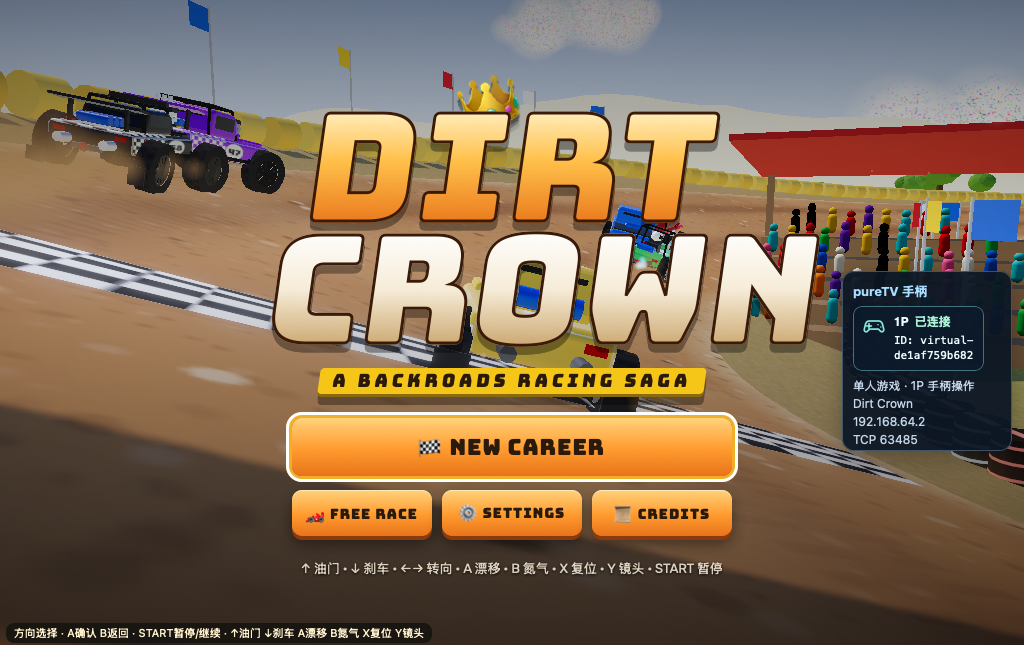 DIRT
CROWN
A BACKROADS RACING SAGA
NEW CAREER
FREE RACE
SETTINGS
CREDITS
↑ 油门 • ↓ 刹车 • ←→ 转向 • A 漂移 • B 氮气 • X 复位 • Y 镜头 • START 暂停
pureTV 手柄
1P 已连接
ID: virtual-
de1af759b682
单人游戏 · 1P 手柄操作
Dirt Crown
192.168.64.2
TCP 63485
方向选择 · A确认 B返回 · START暂停/继续 · ↑油门 ↓刹车 A漂移 B氮气 X复位 Y镜头
47